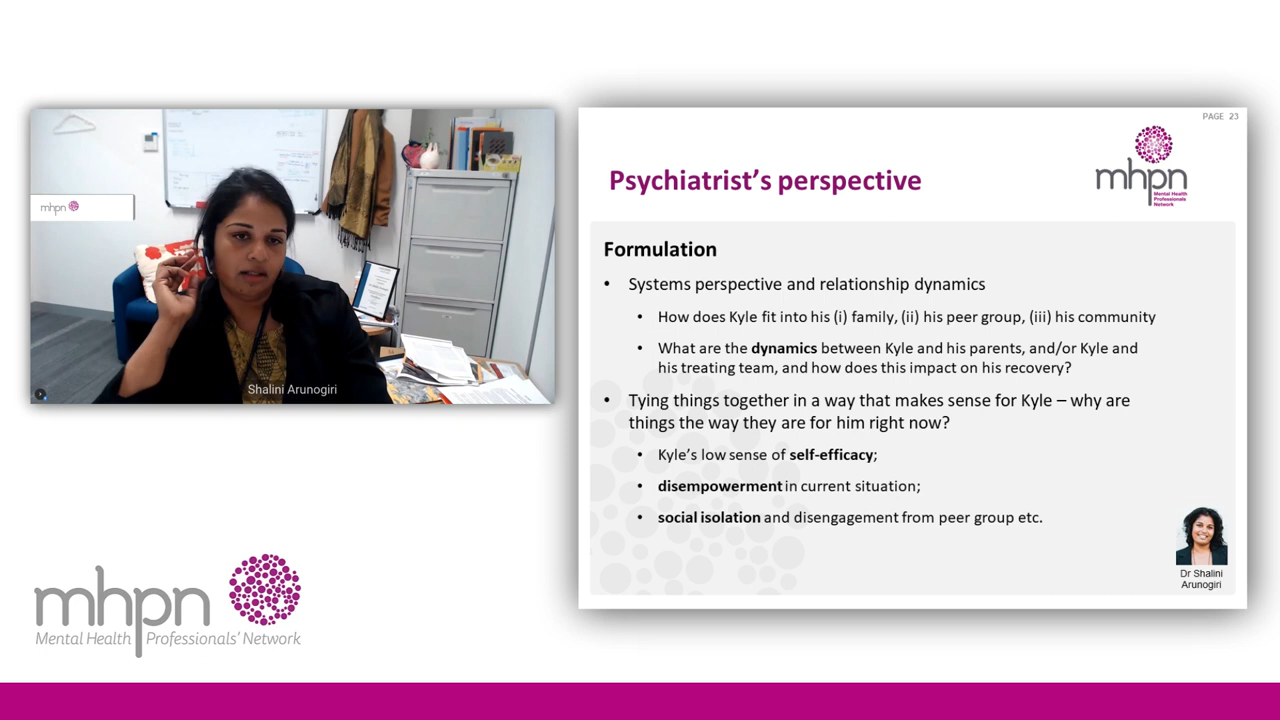 mhpn
Shalini Arunogiri
mhpn
Mental Health Professionals' Network
PAGE 23
Psychiatrist's perspective
mhpn
Mental Health
Professionals
Network
Formulation
• Systems perspective and relationship dynamics
• How does Kyle fit into his (i) family, (ii) his peer group, (iii) his community
• What are the dynamics between Kyle and his parents, and/or Kyle and
his treating team, and how does this impact on his recovery?
• Tying things together in a way that makes sense for Kyle – why are
things the way they are for him right now?
• Kyle's low sense of self-efficacy;
• disempowerment in current situation;
• social isolation and disengagement from peer group etc.
Dr Shalini
Arunogiri